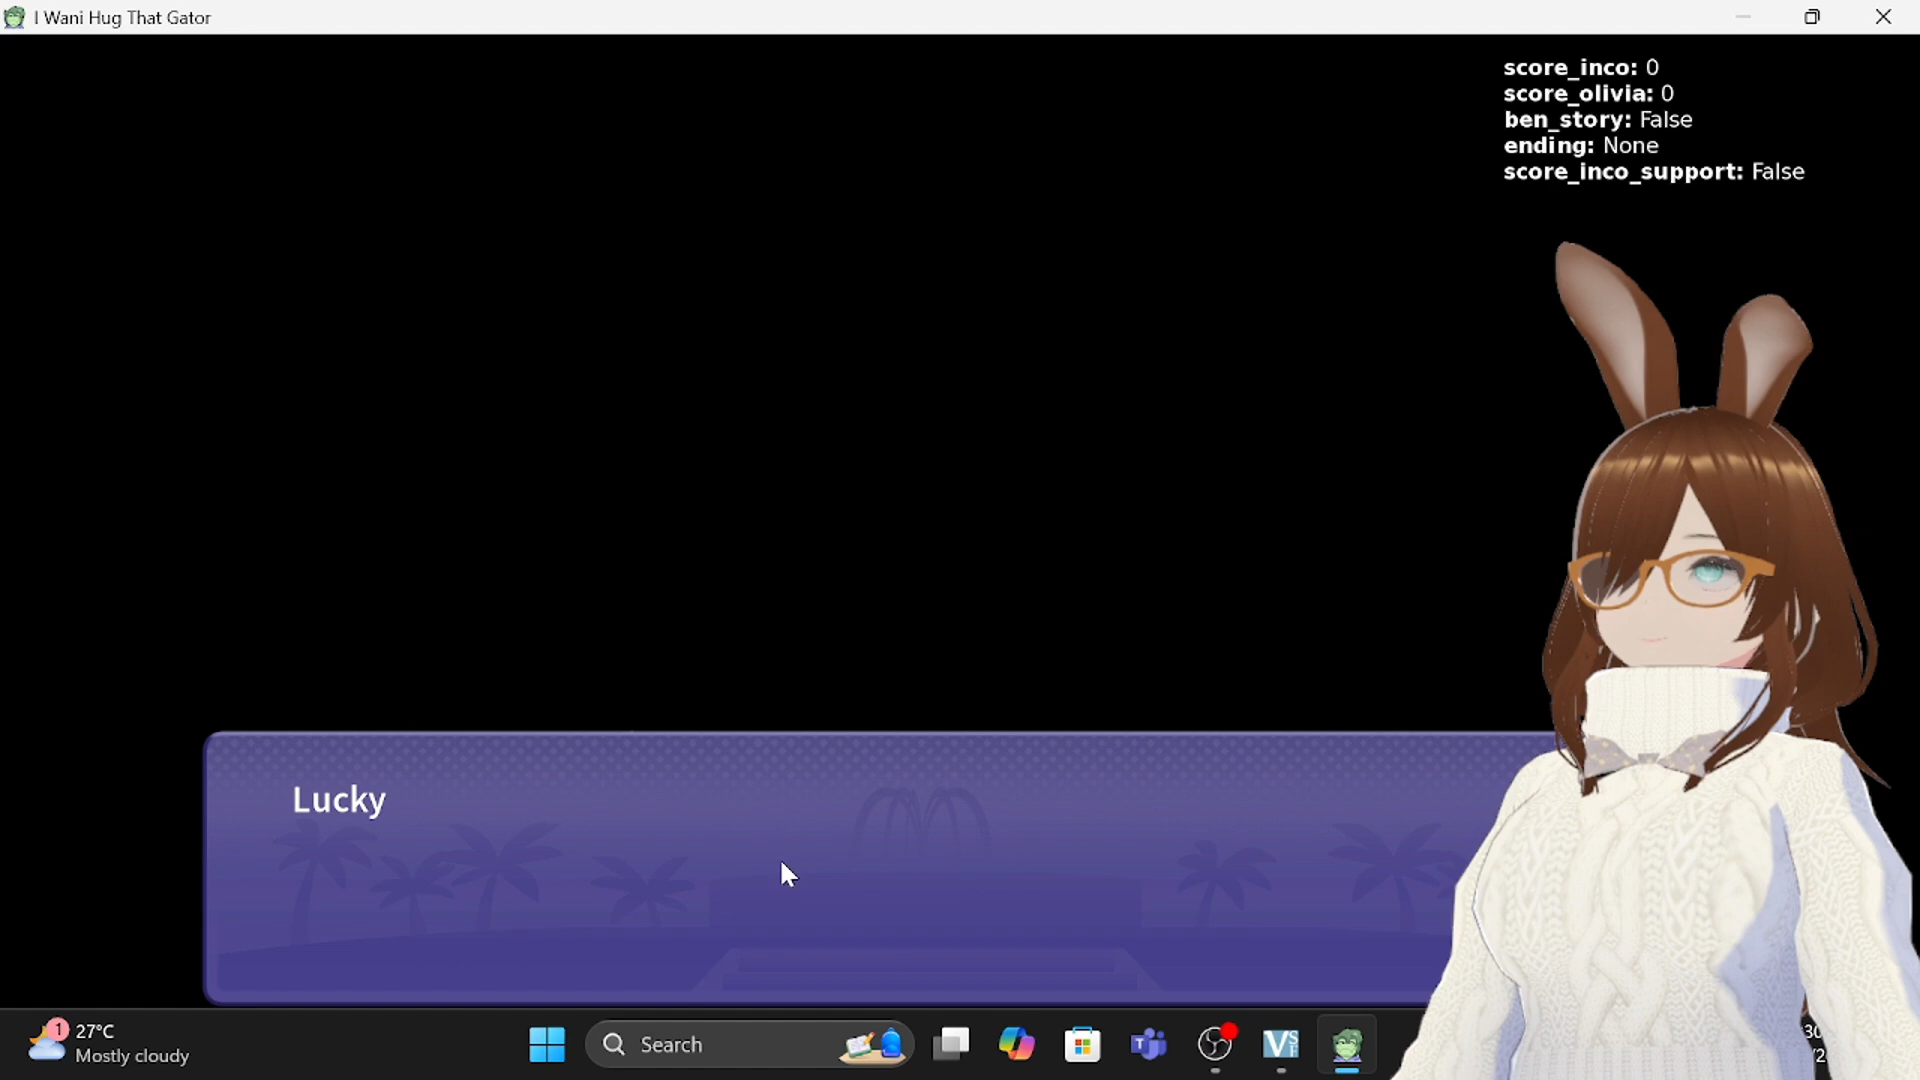 I Wani Hug That Gator
score_inco: 0
score_olivia: 0
ben_story: False
ending: None
score_inco_support: False
Lucky
1
27°C
Mostly cloudy
Search